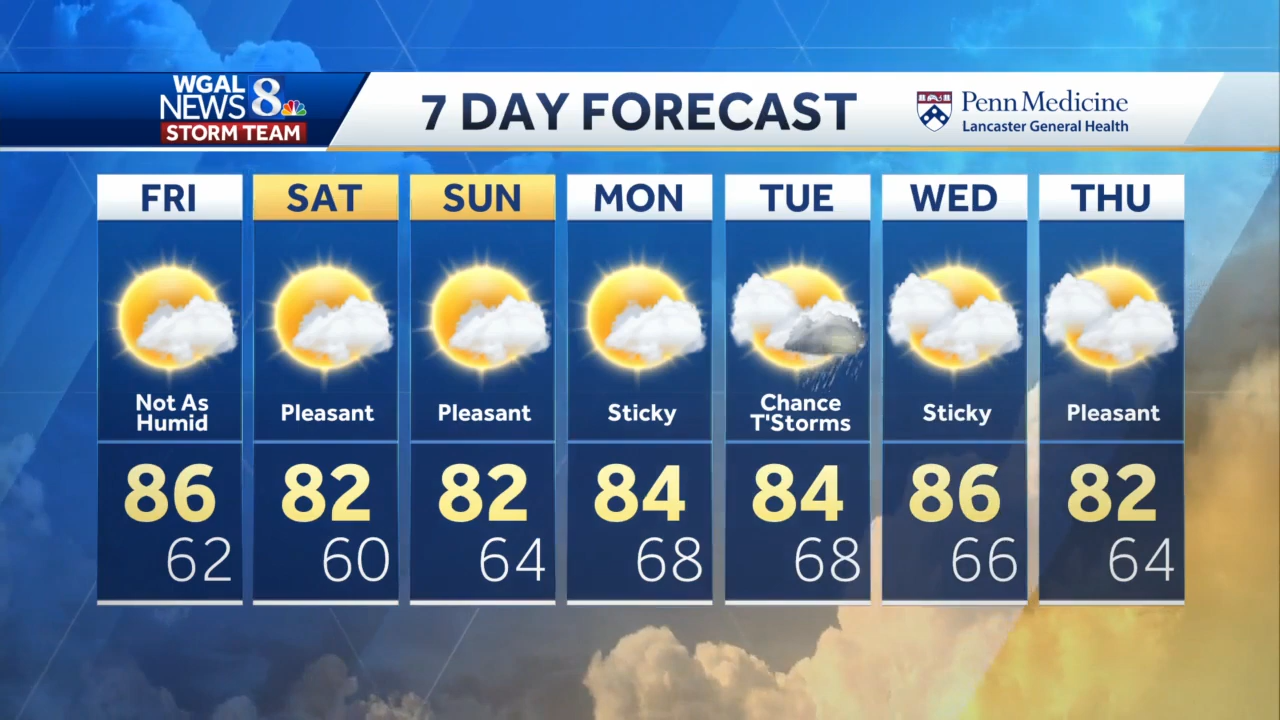 WGAL
NEWS 8
STORM TEAM
7 DAY FORECAST
Penn Medicine
Lancaster General Health
FRI
SAT
SUN
MON
TUE
WED
THU
Not As
Humid
Pleasant
Pleasant
Sticky
Chance
T'Storms
Sticky
Pleasant
86
82
82
84
84
86
82
62
60
64
68
68
66
64